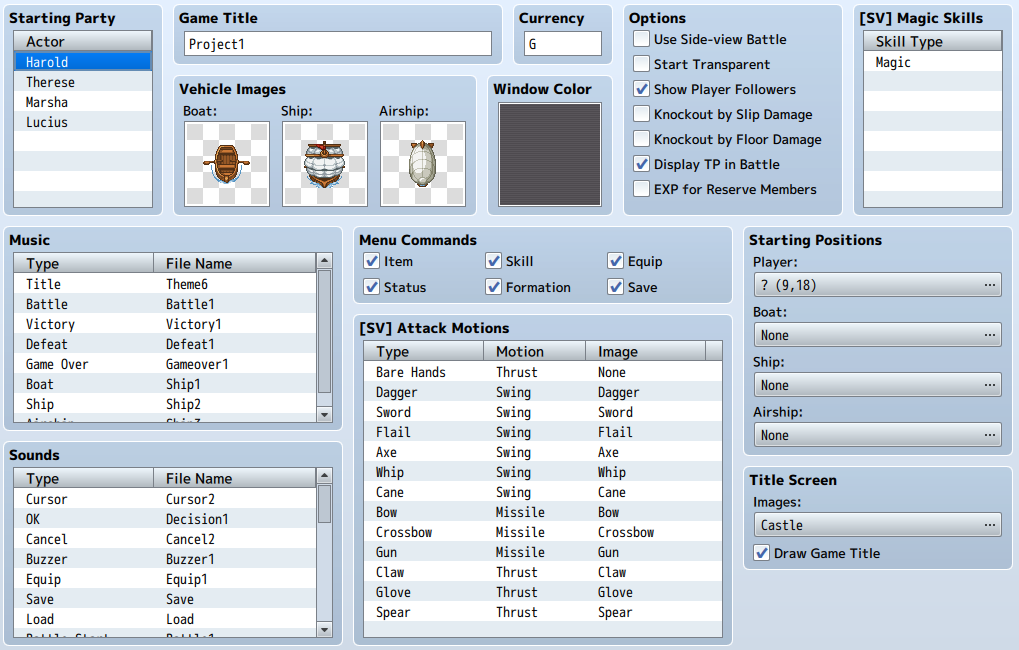 Starting Party
Actor
Harold
Therese
Marsha
Lucius
Game Title
Project1
Currency
G
Vehicle Images
Boat:
Ship:
Airship:
Window Color
Options
Use Side-view Battle
Start Transparent
Show Player Followers
Knockout by Slip Damage
Knockout by Floor Damage
Display TP in Battle
EXP for Reserve Members
[SV] Magic Skills
Skill Type
Magic
Music
Type File Name
Title Theme6
Battle Battle1
Victory Victory1
Defeat Defeat1
Game Over Gameover1
Boat Ship1
Ship Ship2
Airship Ship3
Sounds
Type File Name
Cursor Cursor2
OK Decision1
Cancel Cancel2
Buzzer Buzzer1
Equip Equip1
Save Save
Load Load
Battle Start Battle1
Menu Commands
Item Skill Equip
Status Formation Save
[SV] Attack Motions
Type Motion Image
Bare Hands Thrust None
Dagger Swing Dagger
Sword Swing Sword
Flail Swing Flail
Axe Swing Axe
Whip Swing Whip
Cane Swing Cane
Bow Missile Bow
Crossbow Missile Crossbow
Gun Missile Gun
Claw Thrust Claw
Glove Thrust Glove
Spear Thrust Spear
Starting Positions
Player:
? (9,18) ...
Boat:
None ...
Ship:
None ...
Airship:
None ...
Title Screen
Images:
Castle ...
Draw Game Title